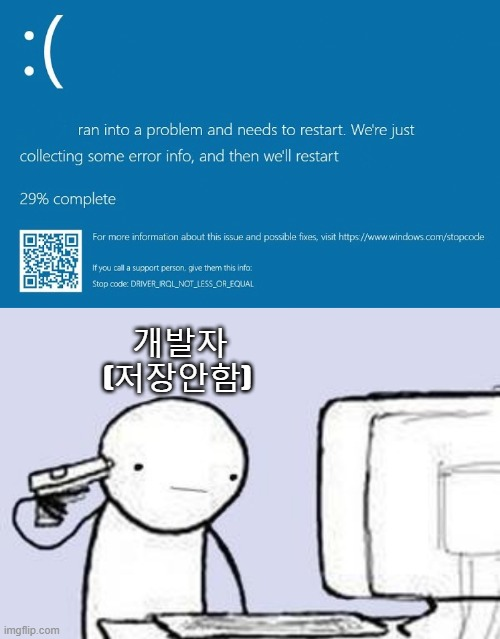 :(
ran into a problem and needs to restart. We're just
collecting some error info, and then we'll restart
29% complete
For more information about this issue and possible fixes, visit https://www.windows.com/stopcode
If you call a support person, give them this info:
Stop code: DRIVER_IRQL_NOT_LESS_OR_EQUAL
개발자
(저장안함)
imgflip.com